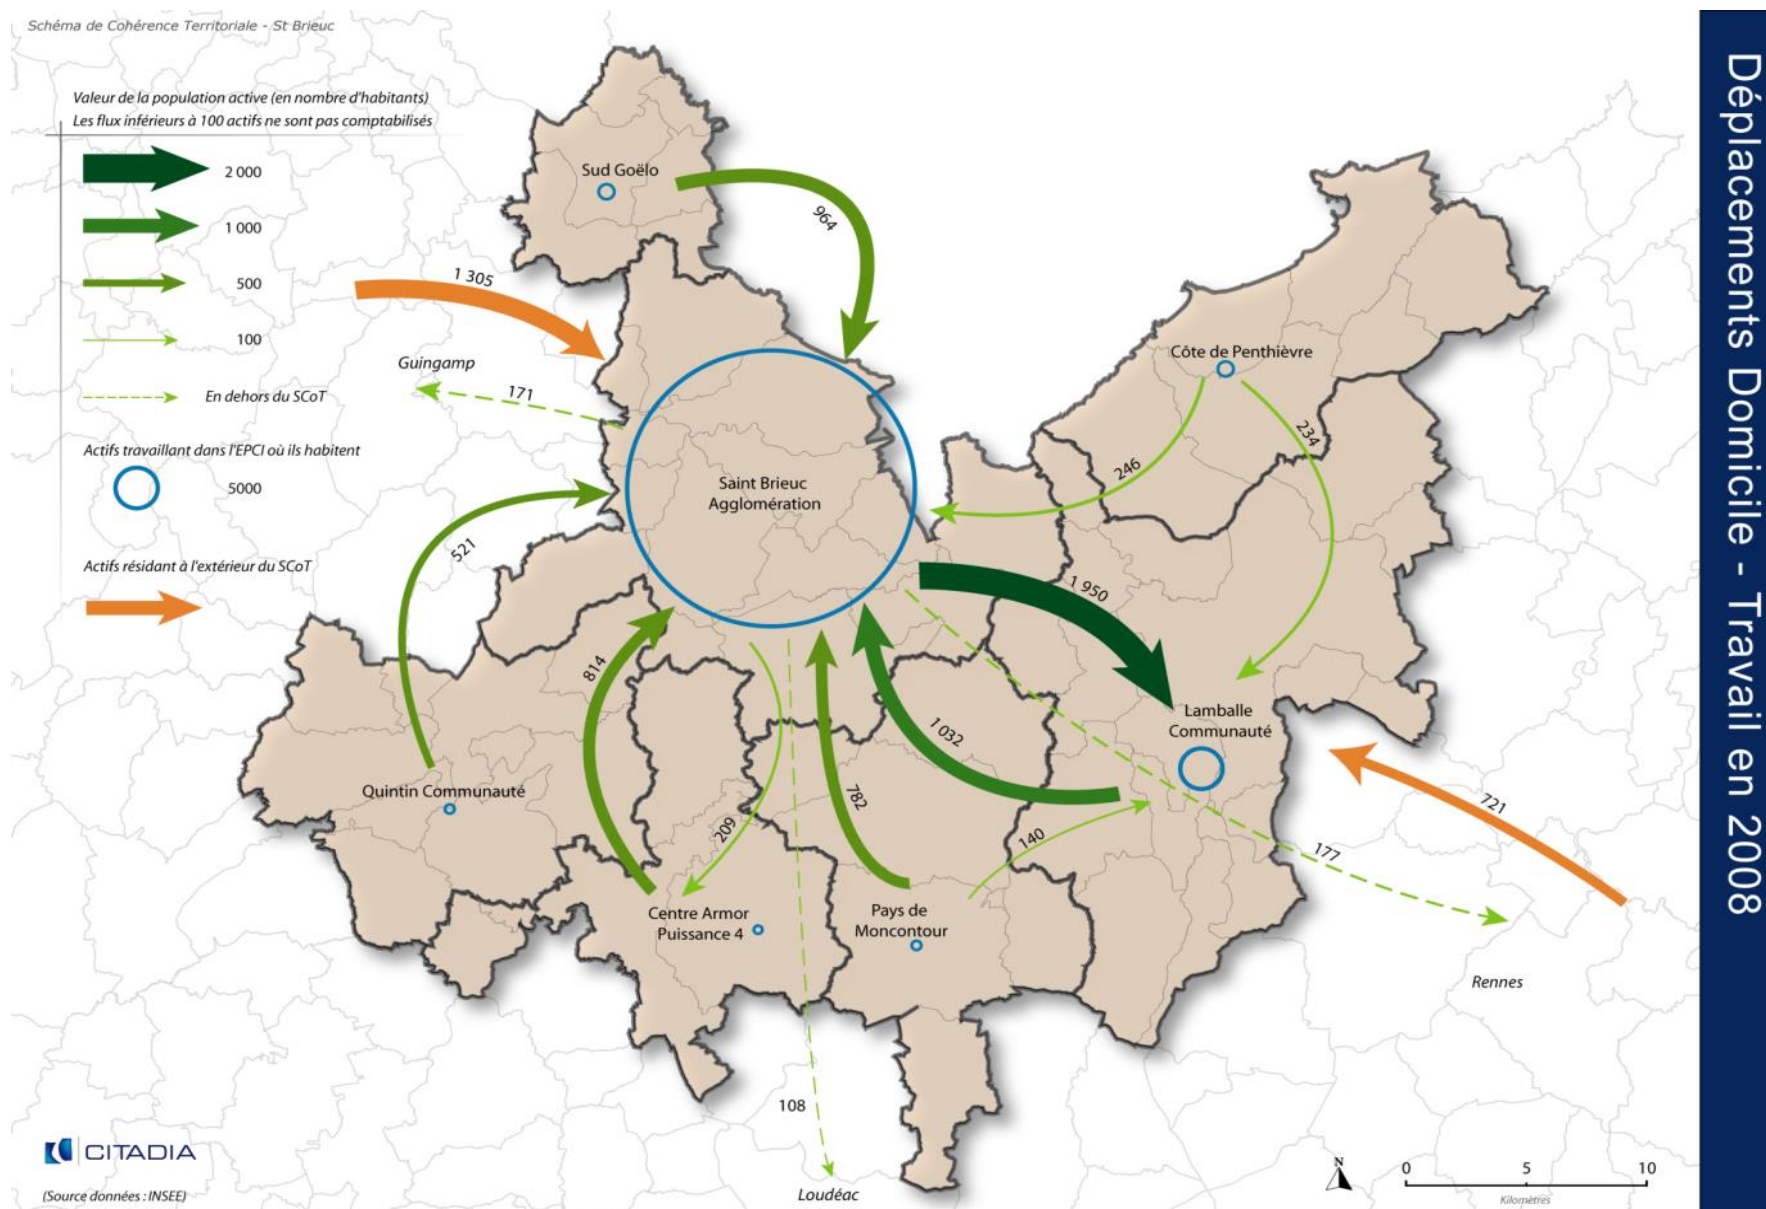 Schéma de Cohérence Territoriale - St Brieuc
Valeur de la population active (en nombre d'habitants)
Les flux inférieurs à 100 actifs ne sont pas comptabilisés
2 000
1 000
500
100
En dehors du SCoT
Actifs travaillant dans l'EPCI où ils habitent
5000
Actifs résidant à l'extérieur du SCoT
Déplacements Domicile - Travail en 2008
Sud Goëlo
964
1 305
Guingamp
171
Côte de Penthièvre
234
246
Saint Brieuc
Agglomération
521
1 950
814
Lamballe
Communauté
1 032
782
721
Quintin Communauté
209
140
177
Centre Armor
Puissance 4
Pays de
Moncontour
Rennes
108
Loudéac
CITADIA
(Source données : INSEE)
N
0 5 10
Kilomètres